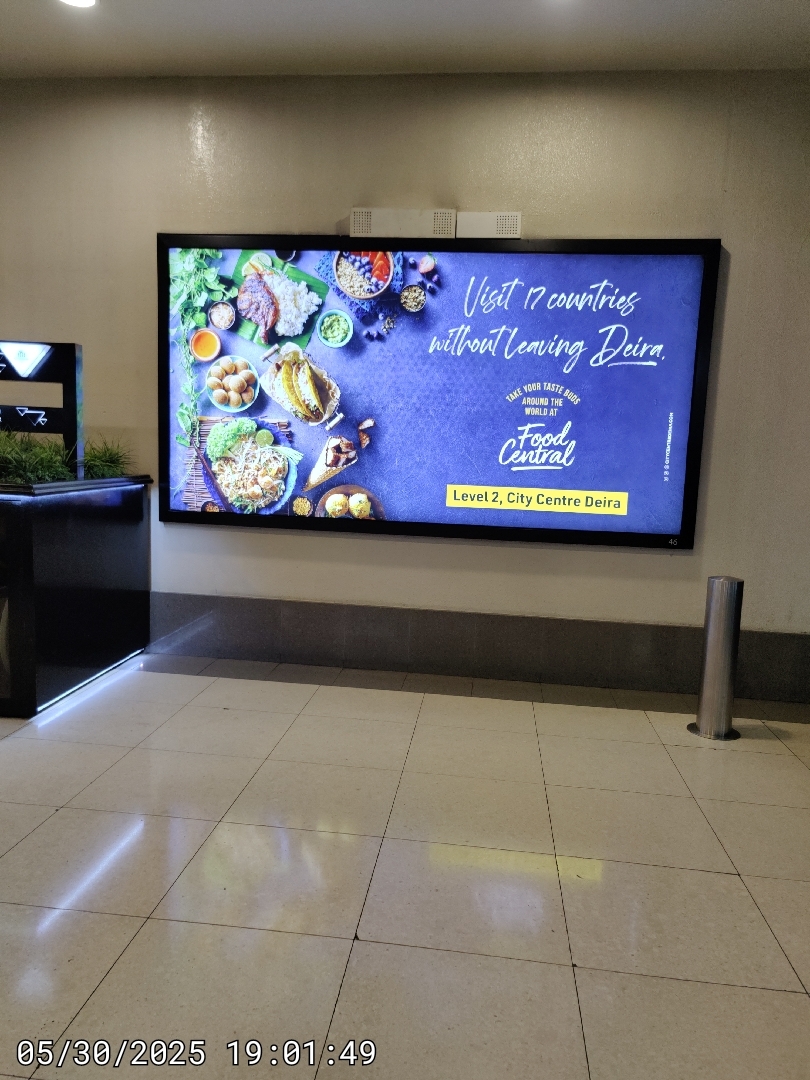 Visit 17 countries
without leaving Deira.
TAKE YOUR TASTE BUDS
AROUND THE
WORLD AT
Food
Central
Level 2, City Centre Deira
46
05/30/2025 19:01:49